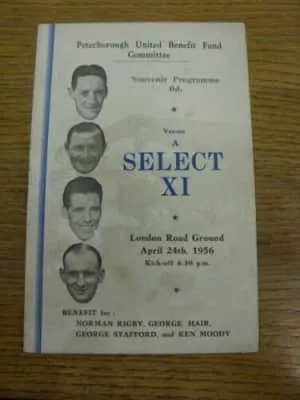 Peterborough United Benefit Fund
Committee
Souvenir Programme
6d.
Versus
A
SELECT
XI
London Road Ground
April 24th. 1956
Kick-off 6-30 p.m.
BENEFIT for :
NORMAN RIGBY, GEORGE HAIR,
GEORGE STAFFORD, and KEN MOODY